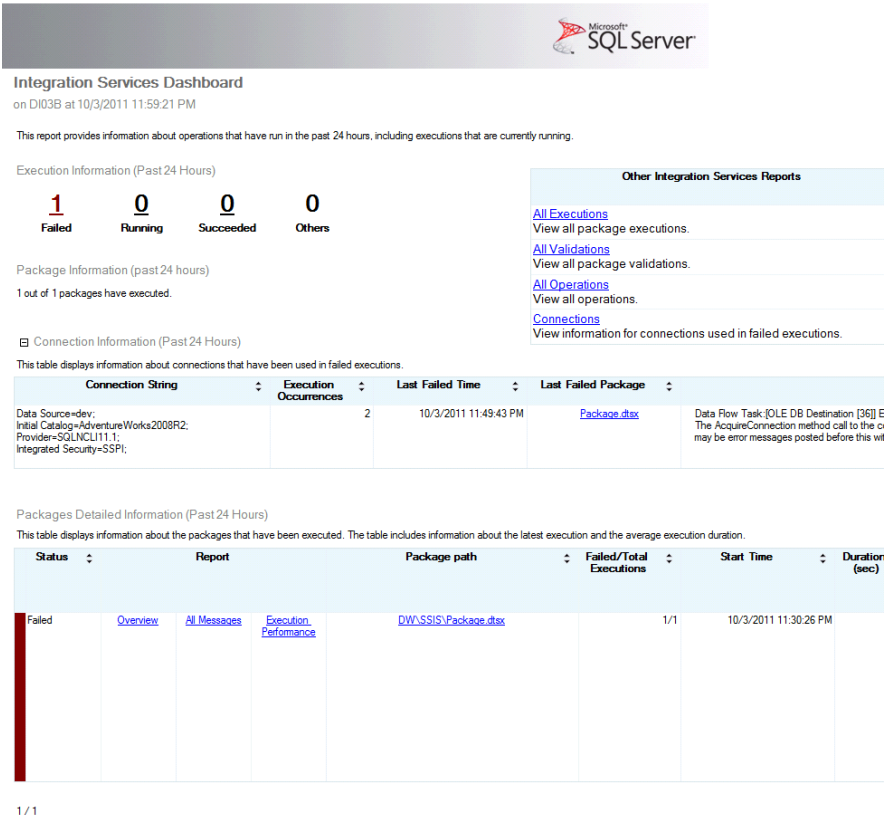 Microsoft®
SQL Server
Integration Services Dashboard
on DI03B at 10/3/2011 11:59:21 PM
This report provides information about operations that have run in the past 24 hours, including executions that are currently running.
Execution Information (Past 24 Hours)
1 0 0 0
Failed Running Succeeded Others
Other Integration Services Reports
All Executions
View all package executions.
All Validations
View all package validations.
All Operations
View all operations.
Connections
View information for connections used in failed executions.
Package Information (past 24 hours)
1 out of 1 packages have executed.
Connection Information (Past 24 Hours)
This table displays information about connections that have been used in failed executions.
Connection String Execution Occurrences Last Failed Time Last Failed Package
Data Source=dev; 2 10/3/2011 11:49:43 PM Package.dtsx Data Flow Task:[OLE DB Destination [36]] E
Initial Catalog=AdventureWorks2008R2; The AcquireConnection method call to the c
Provider=SQLNCLI11.1; may be error messages posted before this wi
Integrated Security=SSPI;
Packages Detailed Information (Past 24 Hours)
This table displays information about the packages that have been executed. The table includes information about the latest execution and the average execution duration.
Status Report Package path Failed/Total Executions Start Time Duration (sec)
Failed Overview All Messages Execution Performance DW\SSIS\Package.dtsx 1/1 10/3/2011 11:30:26 PM
1 / 1